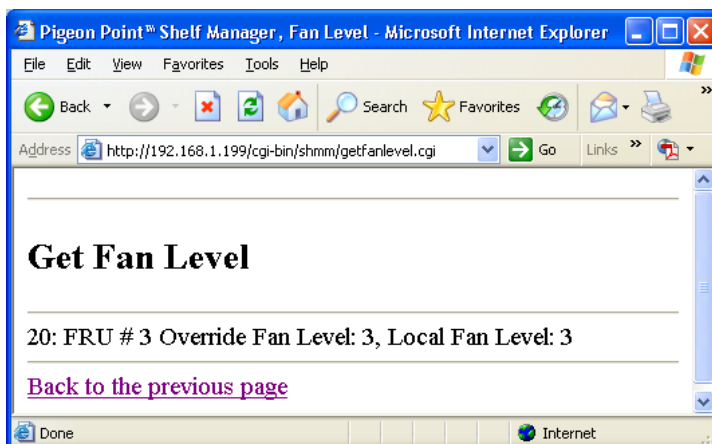 Pigeon Point™ Shelf Manager, Fan Level - Microsoft Internet Explorer
File Edit View Favorites Tools Help
Back Search Favorites »
Address http://192.168.1.199/cgi-bin/shmm/getfanlevel.cgi Go Links »
Get Fan Level
20: FRU # 3 Override Fan Level: 3, Local Fan Level: 3
Back to the previous page
Done Internet